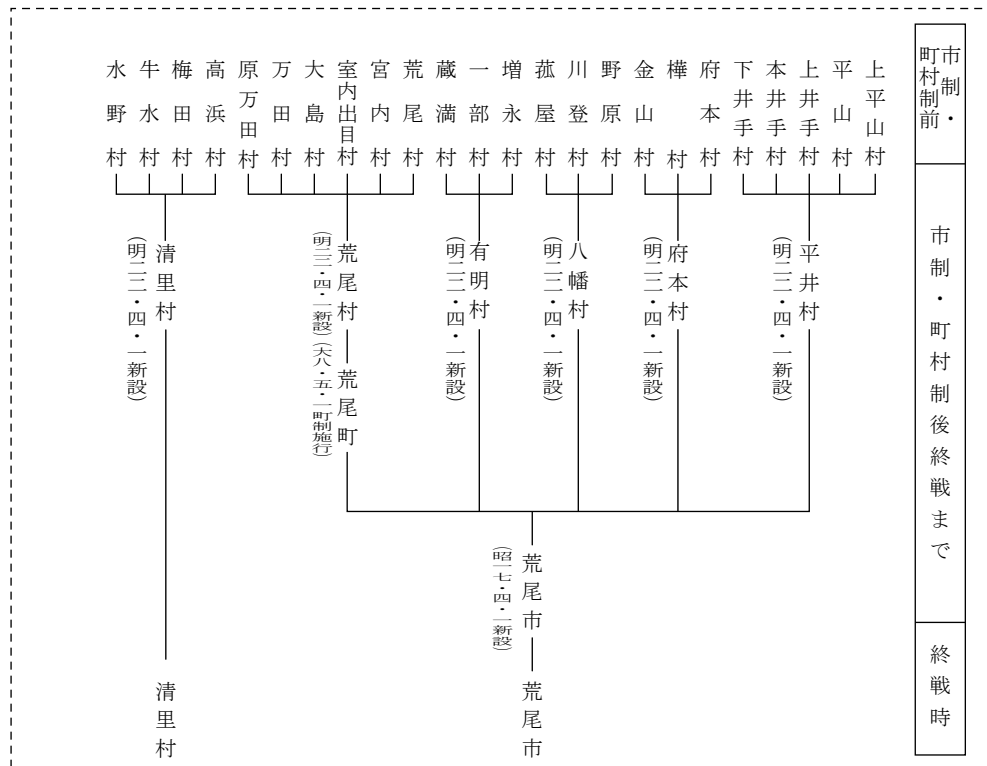 市制・
町村制前
市制・町村制後終戦まで
終戦時
上平山村
平山村
上井手村
本井手村
下井手村
府本村
樺村
金山村
野原村
川登村
菰屋村
増永村
一部村
蔵満村
荒尾村
宮内村
室内出目村
大島村
万田村
原万田村
高浜村
梅田村
牛水村
水野村
平井村
(明二二・四・一新設)
府本村
(明二二・四・一新設)
八幡村
(明二二・四・一新設)
有明村
(明二二・四・一新設)
荒尾村
(明二二・四・一新設)
荒尾町
(大八・五・一町制施行)
清里村
(明二二・四・一新設)
荒尾市
(昭一七・四・一新設)
荒尾市
清里村